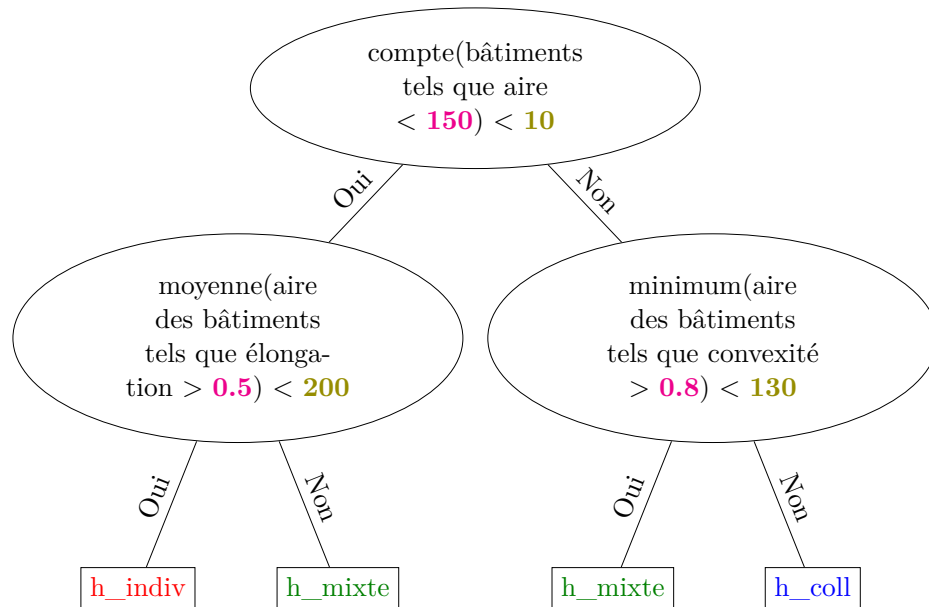 compte(bâtiments
tels que aire
< 150) < 10
Oui
Non
moyenne(aire
des bâtiments
tels que élonga-
tion > 0.5) < 200
minimum(aire
des bâtiments
tels que convexité
> 0.8) < 130
Oui
Non
Oui
Non
h_indiv
h_mixte
h_mixte
h_coll